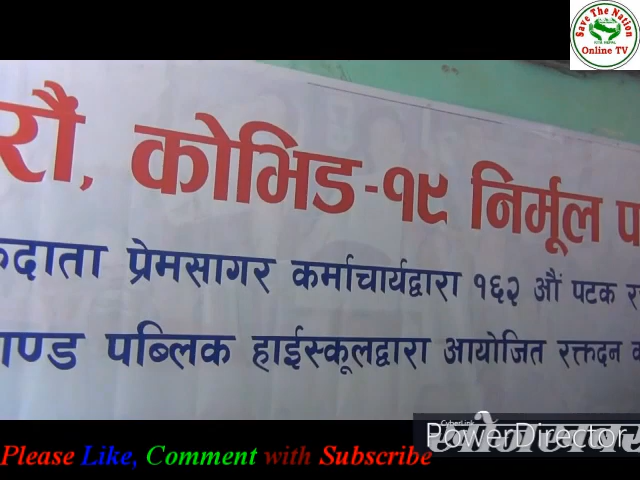 Save The Nation
Online TV
रौं, कोभिड-१९ निर्मूल
प्रेमसागर कर्माचार्यद्वारा १६२ औं पटक
पब्लिक हाईस्कूलद्वारा आयोजित रक्तदान
CyberLink
PowerDirector
Please Like, Comment with Subscribe